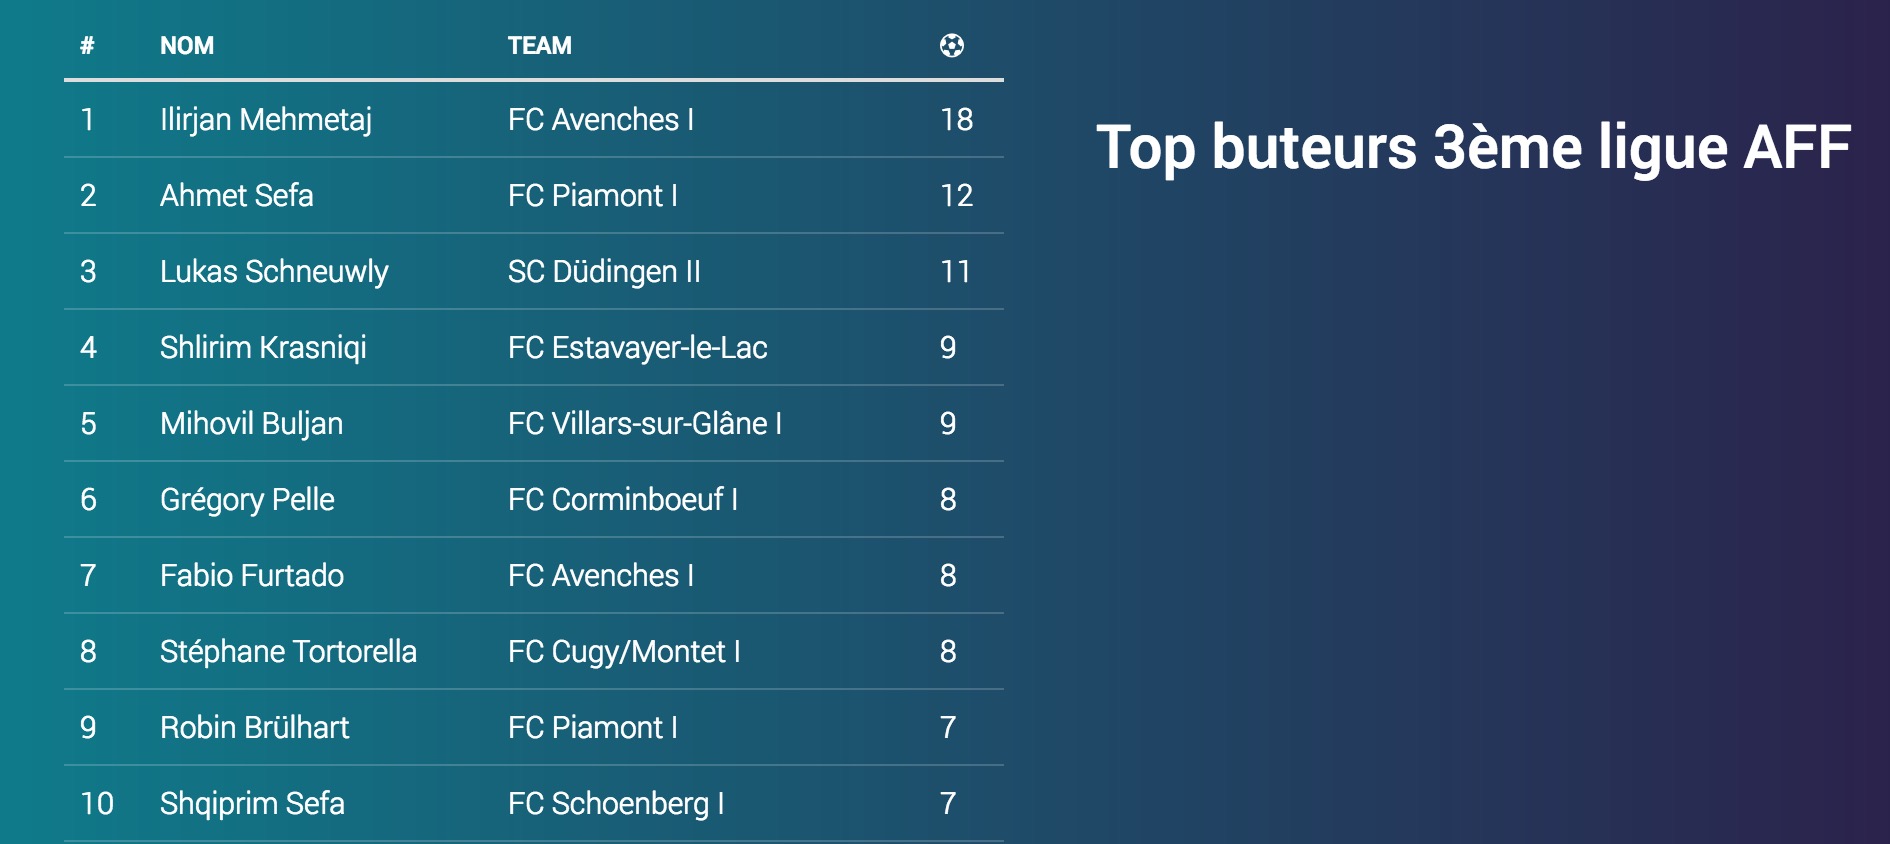 # NOM TEAM
1 Ilirjan Mehmetaj FC Avenches I 18
Top buteurs 3ème ligue AFF
2 Ahmet Sefa FC Piamont I 12
3 Lukas Schneuwly SC Düdingen II 11
4 Shlirim Krasniqi FC Estavayer-le-Lac 9
5 Mihovil Buljan FC Villars-sur-Glâne I 9
6 Grégory Pelle FC Corminboeuf I 8
7 Fabio Furtado FC Avenches I 8
8 Stéphane Tortorella FC Cugy/Montet I 8
9 Robin Brülhart FC Piamont I 7
10 Shqiprim Sefa FC Schoenberg I 7